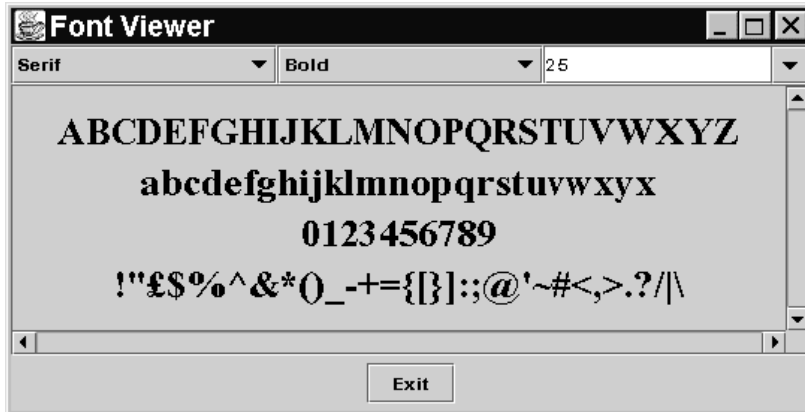 Font Viewer
Serif Bold 25
ABCDEFGHIJKLMNOPQRSTUVWXYZ
abcdefghijklmnopqrstuvwxyx
0123456789
!"£$%^&*()_-+={[}]:;@'~#<,>.?/|\
Exit